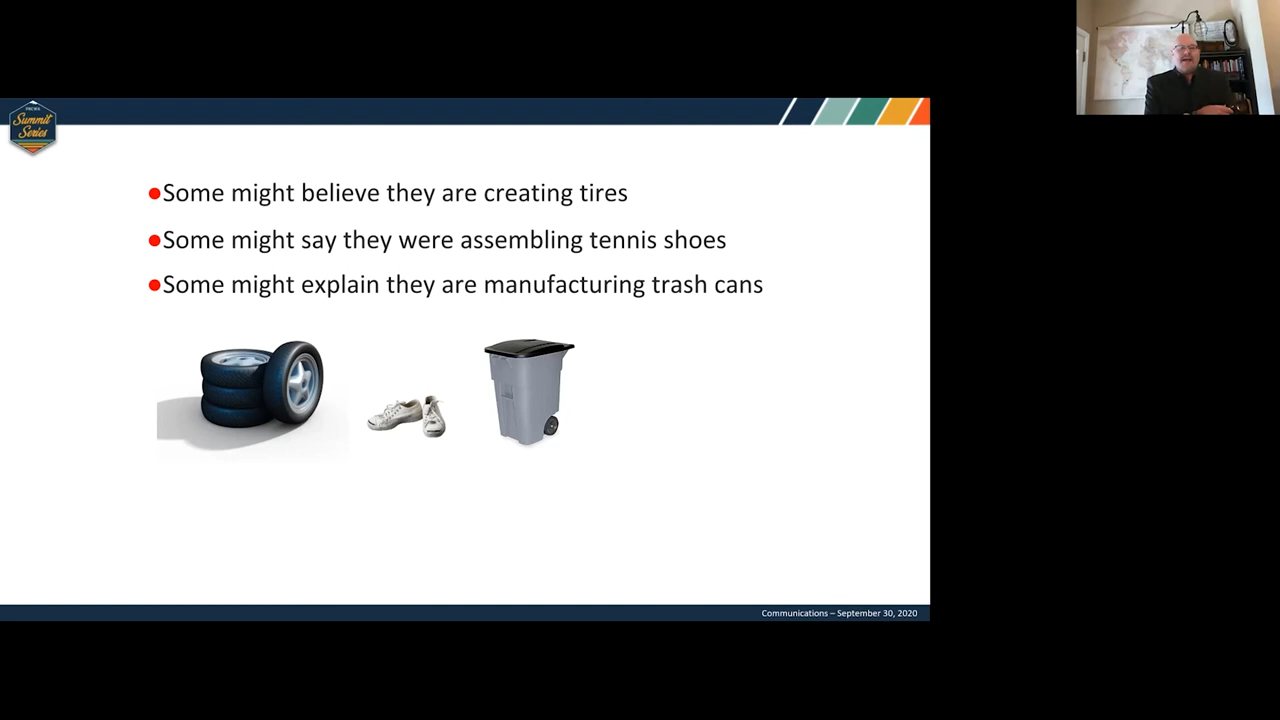 Summit
Series
●Some might believe they are creating tires
●Some might say they were assembling tennis shoes
●Some might explain they are manufacturing trash cans
Communications – September 30, 2020